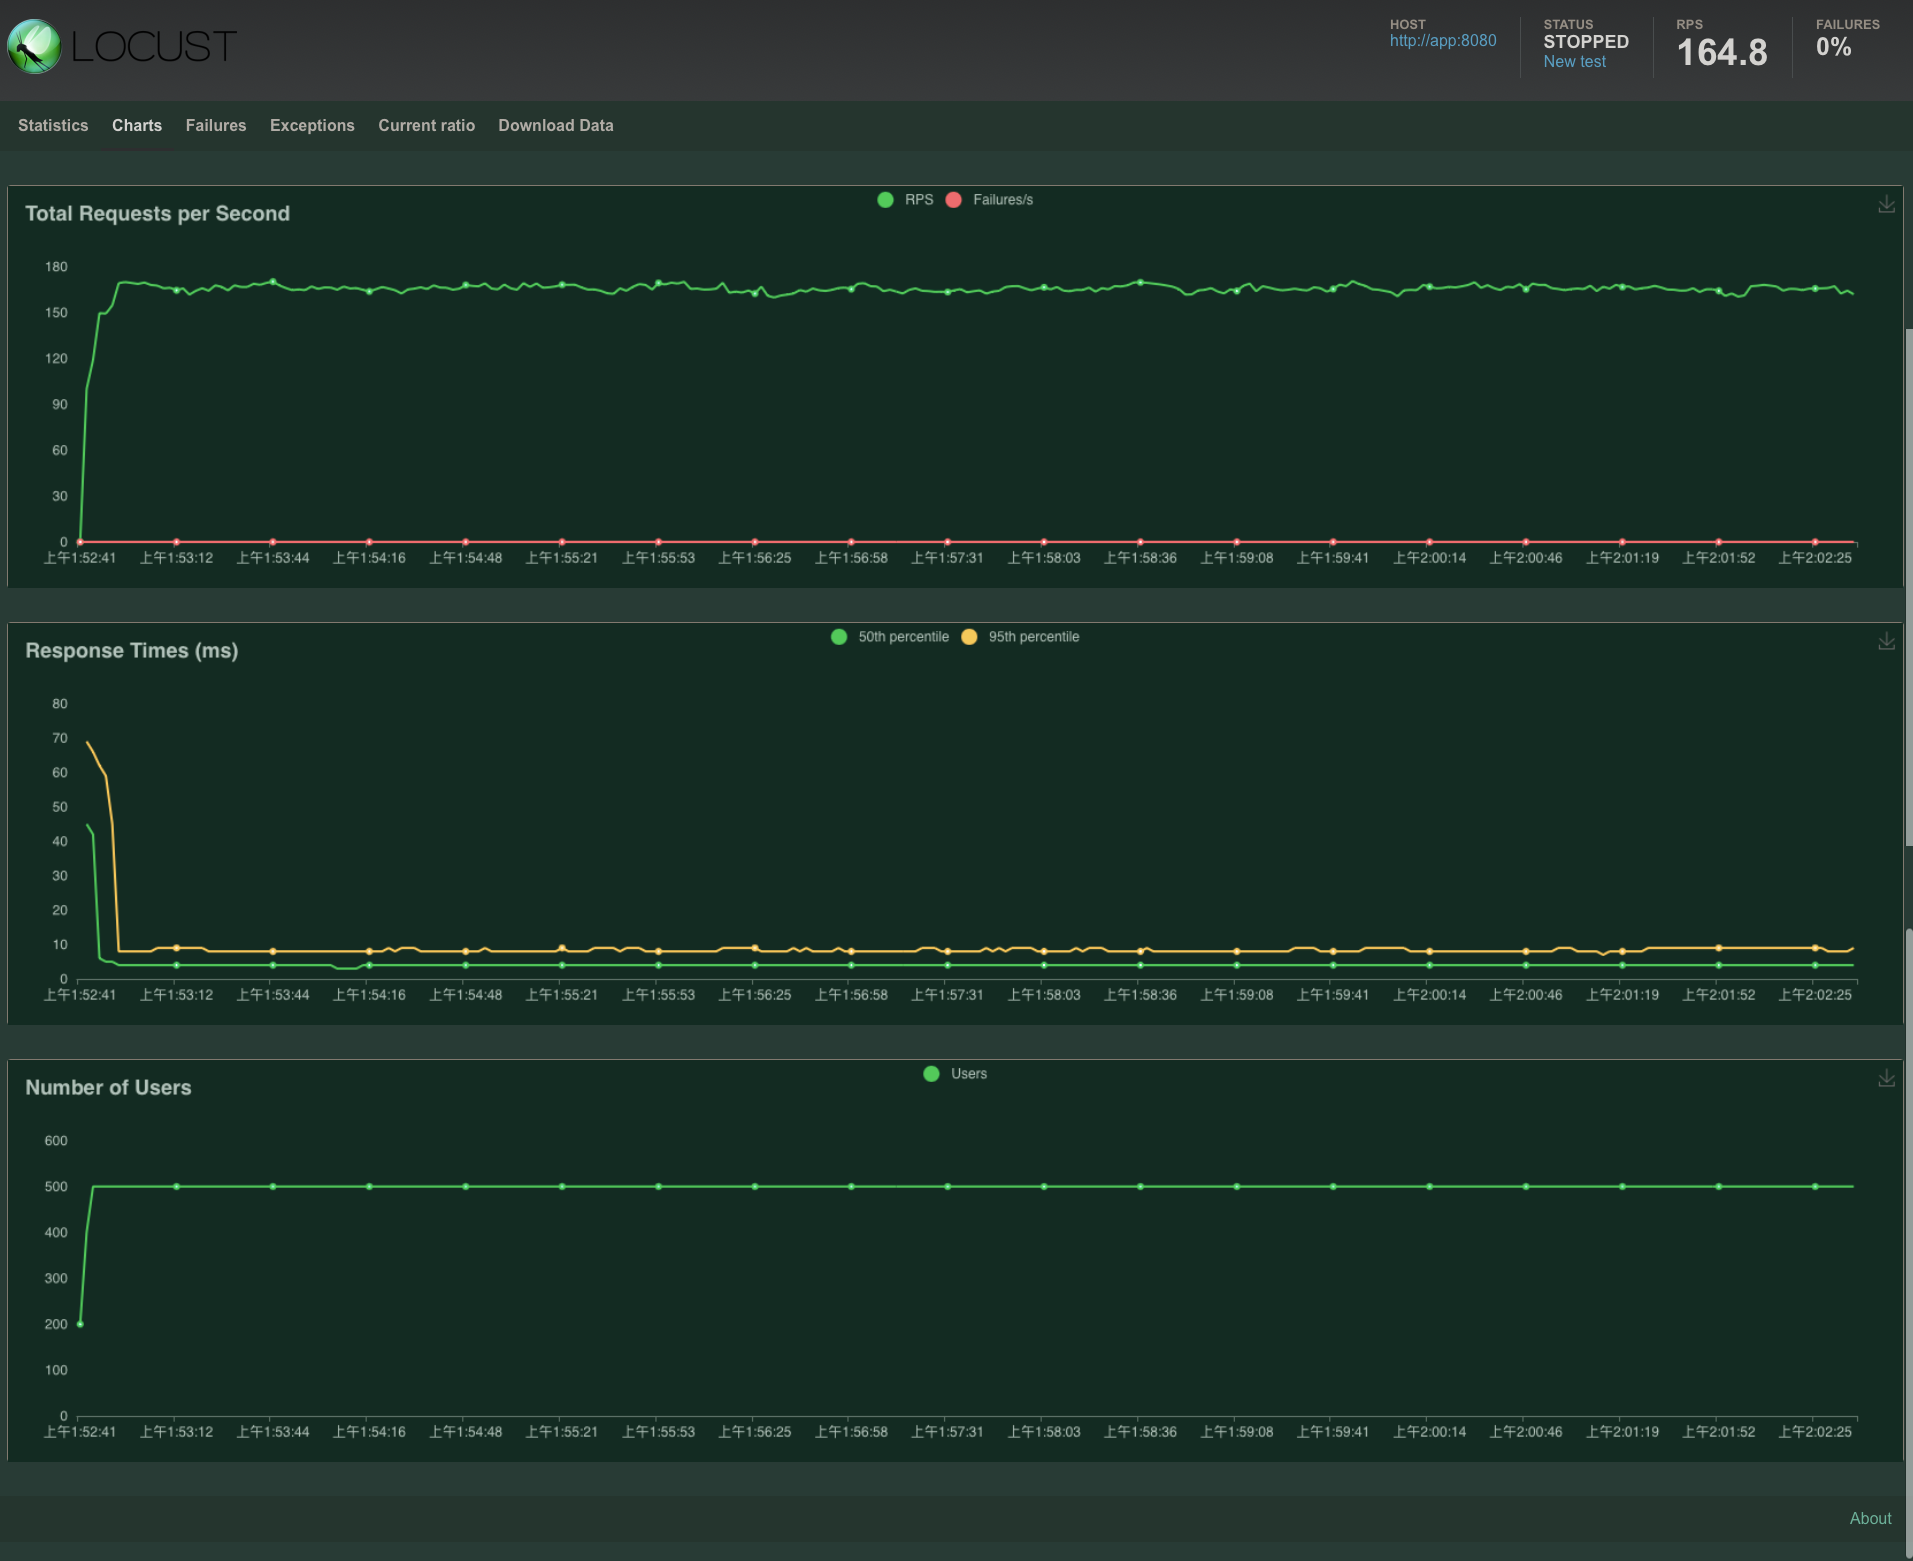 LOCUST
HOST
http://app:8080
STATUS
STOPPED
New test
RPS
164.8
FAILURES
0%
Statistics Charts Failures Exceptions Current ratio Download Data
Total Requests per Second
RPS Failures/s
180
150
120
90
60
30
0
上午1:52:41 上午1:53:12 上午1:53:44 上午1:54:16 上午1:54:48 上午1:55:21 上午1:55:53 上午1:56:25 上午1:56:58 上午1:57:31 上午1:58:03 上午1:58:36 上午1:59:08 上午1:59:41 上午2:00:14 上午2:00:46 上午2:01:19 上午2:01:52 上午2:02:25
Response Times (ms)
50th percentile 95th percentile
80
70
60
50
40
30
20
10
0
上午1:52:41 上午1:53:12 上午1:53:44 上午1:54:16 上午1:54:48 上午1:55:21 上午1:55:53 上午1:56:25 上午1:56:58 上午1:57:31 上午1:58:03 上午1:58:36 上午1:59:08 上午1:59:41 上午2:00:14 上午2:00:46 上午2:01:19 上午2:01:52 上午2:02:25
Number of Users
Users
600
500
400
300
200
100
0
上午1:52:41 上午1:53:12 上午1:53:44 上午1:54:16 上午1:54:48 上午1:55:21 上午1:55:53 上午1:56:25 上午1:56:58 上午1:57:31 上午1:58:03 上午1:58:36 上午1:59:08 上午1:59:41 上午2:00:14 上午2:00:46 上午2:01:19 上午2:01:52 上午2:02:25
About